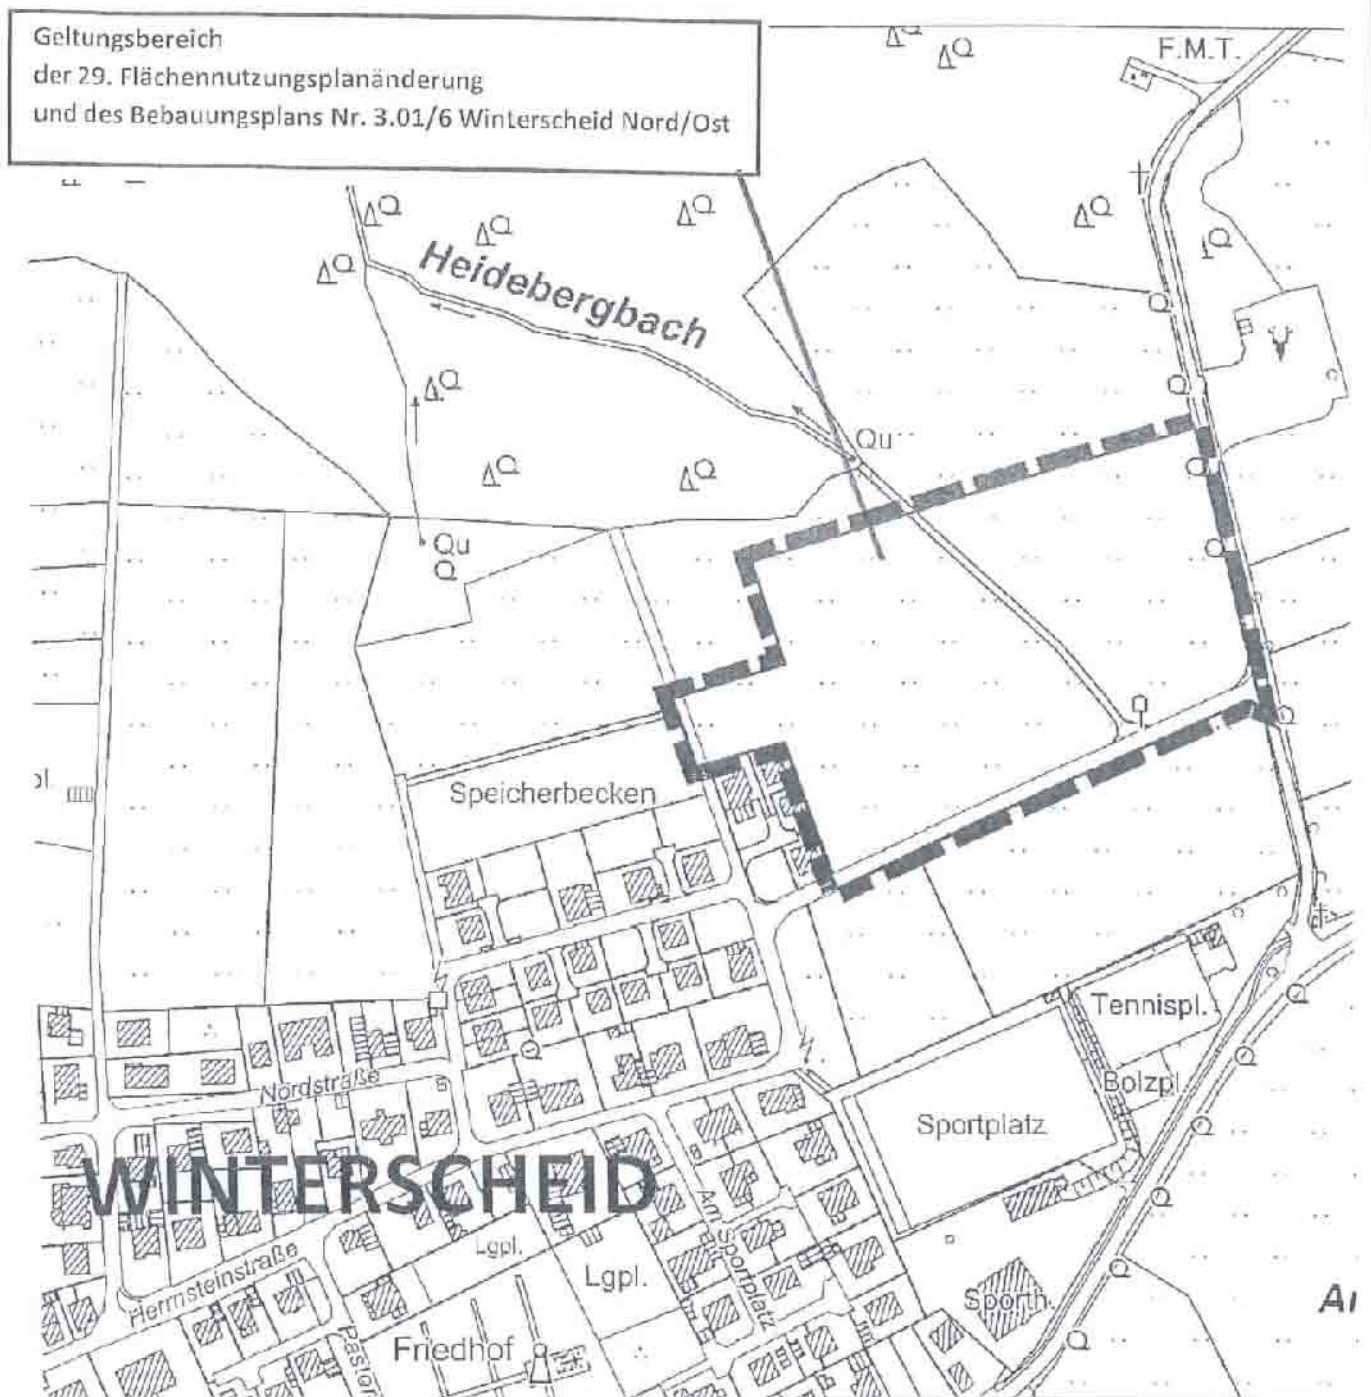 Geltungsbereich
der 29. Flächennutzungsplanänderung
und des Bebauungsplans Nr. 3.01/6 Winterscheid Nord/Ost
F.M.T.
Heidebergbach
Qu
Qu
Speicherbecken
Tennispl.
Bolzpl.
Sportplatz
Nordstraße
WINTERSCHEID
Am Sportplatz
Lgpl.
Lgpl.
Herrnsteinstraße
Sporth.
Friedhof